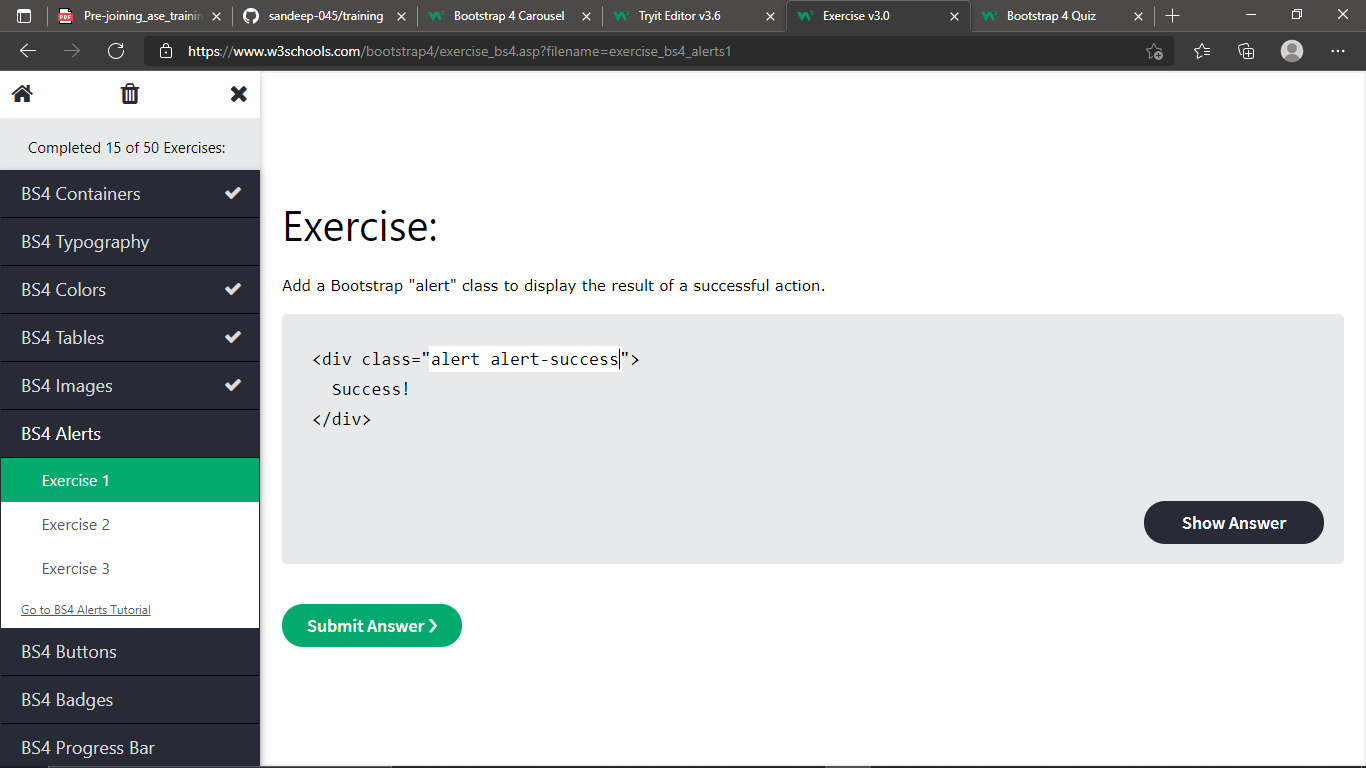 Pre-joining_ase_trainin
sandeep-045/training
Bootstrap 4 Carousel
Tryit Editor v3.6
Exercise v3.0
Bootstrap 4 Quiz
https://www.w3schools.com/bootstrap4/exercise_bs4.asp?filename=exercise_bs4_alerts1
Completed 15 of 50 Exercises:
BS4 Containers
BS4 Typography
BS4 Colors
BS4 Tables
BS4 Images
BS4 Alerts
Exercise 1
Exercise 2
Exercise 3
Go to BS4 Alerts Tutorial
BS4 Buttons
BS4 Badges
BS4 Progress Bar
Exercise:
Add a Bootstrap "alert" class to display the result of a successful action.
<div class="alert alert-success">
Success!
</div>
Show Answer
Submit Answer ❯